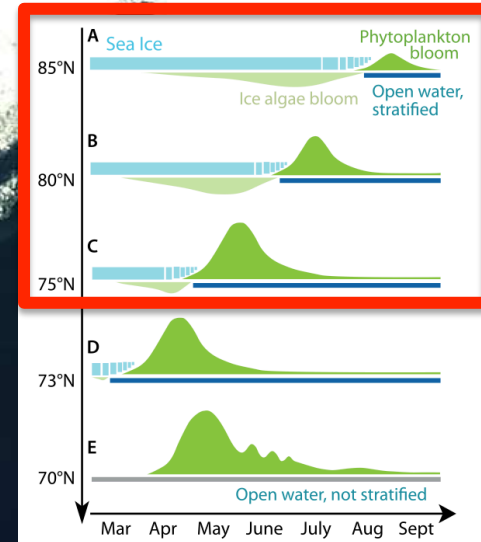 A
Sea Ice
Phytoplankton
bloom
85°N
Ice algae bloom
Open water,
stratified
B
80°N
C
75°N
D
73°N
E
70°N
Open water, not stratified
Mar Apr May June July Aug Sept